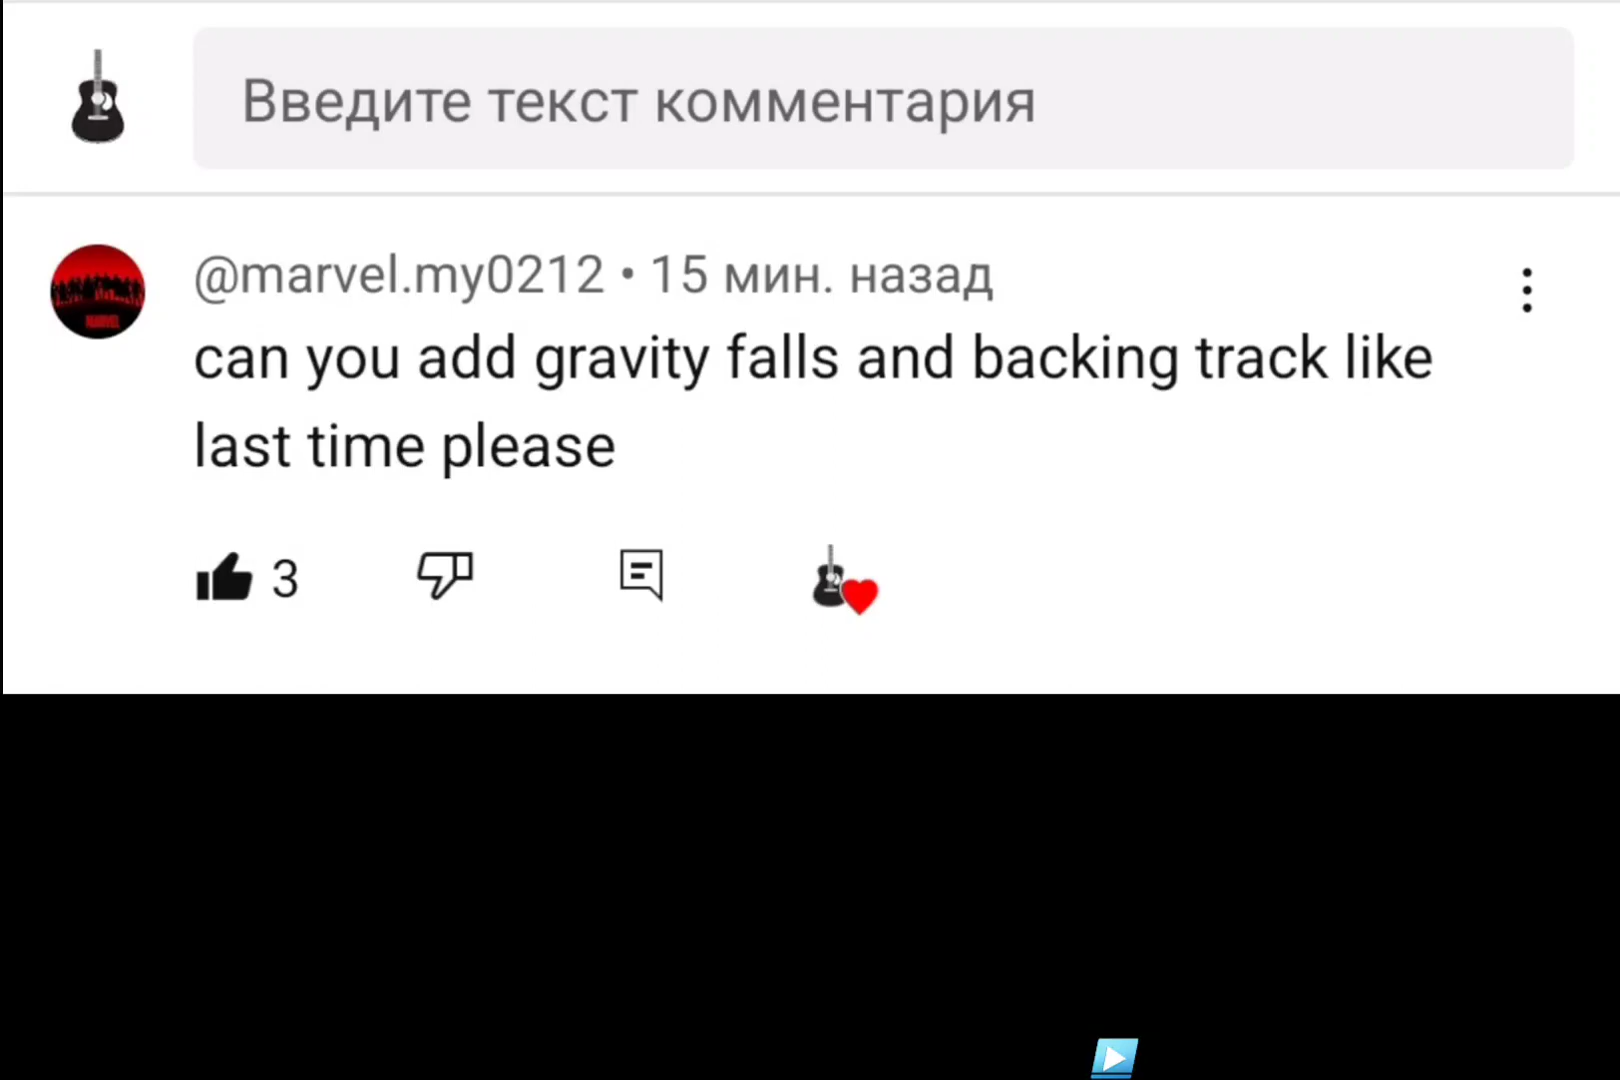 Введите текст комментария
@marvel.my0212 • 15 мин. назад
can you add gravity falls and backing track like
last time please
3
MARVEL